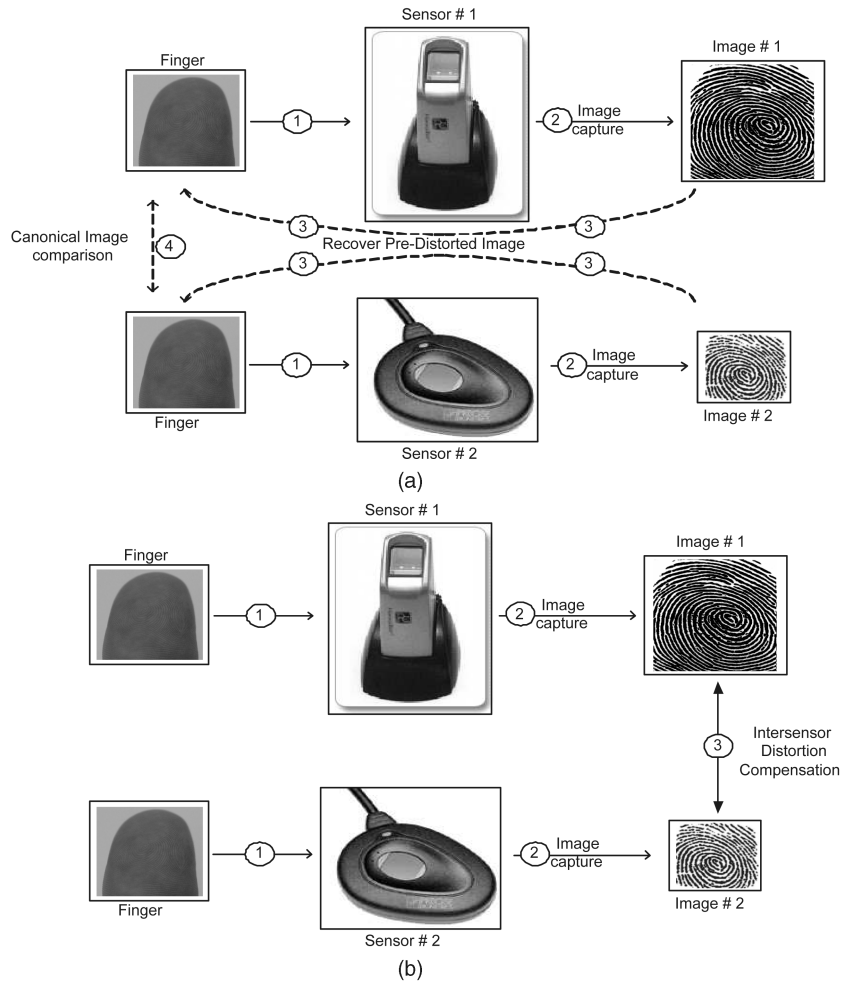 Sensor # 1
Finger
Image # 1
1
2
Image
capture
3
3
Canonical Image
comparison
4
Recover Pre-Distorted Image
3
3
1
2
Image
capture
Finger
Sensor # 2
Image # 2
(a)
Sensor # 1
Finger
Image # 1
1
2
Image
capture
3
Intersensor
Distortion
Compensation
1
2
Image
capture
Finger
Sensor # 2
Image # 2
(b)